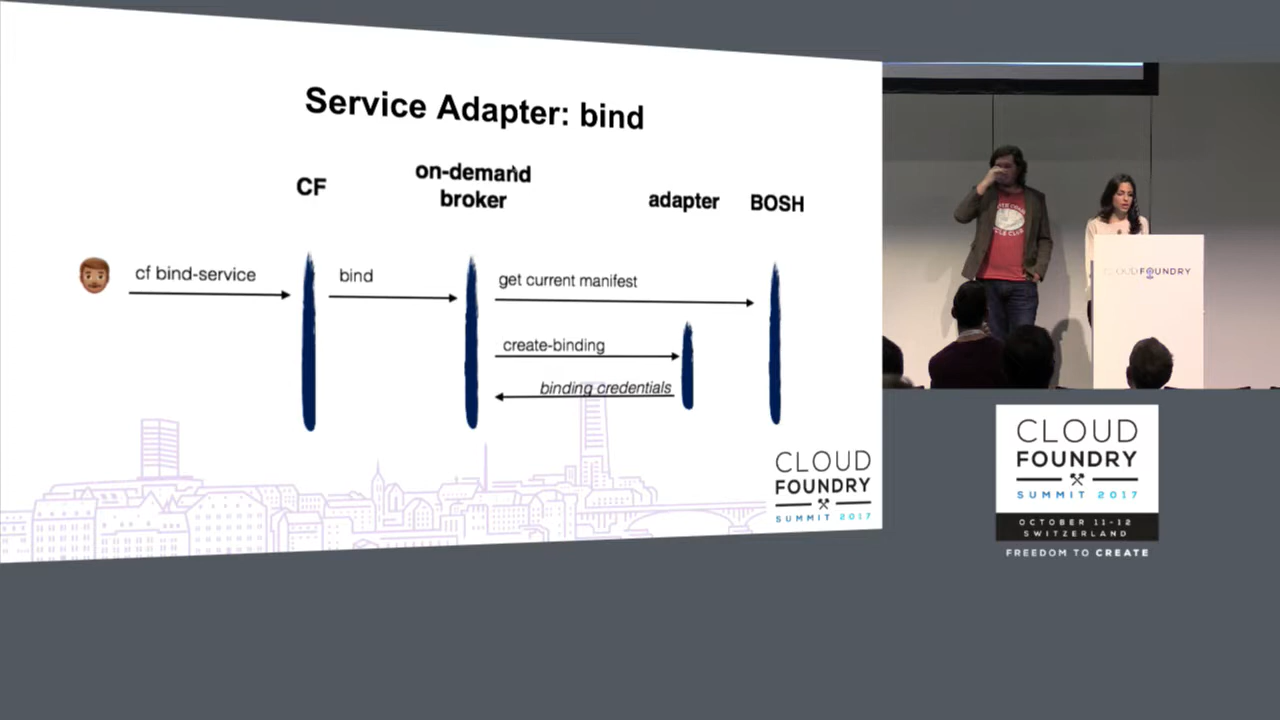 Service Adapter: bind
CF
on-demand
broker
adapter
BOSH
cf bind-service
bind
get current manifest
create-binding
binding credentials
CLOUD
FOUNDRY
SUMMIT 2017
CLOUD FOUNDRY
CLOUD
FOUNDRY
SUMMIT 2017
OCTOBER 11-12
SWITZERLAND
FREEDOM TO CREATE